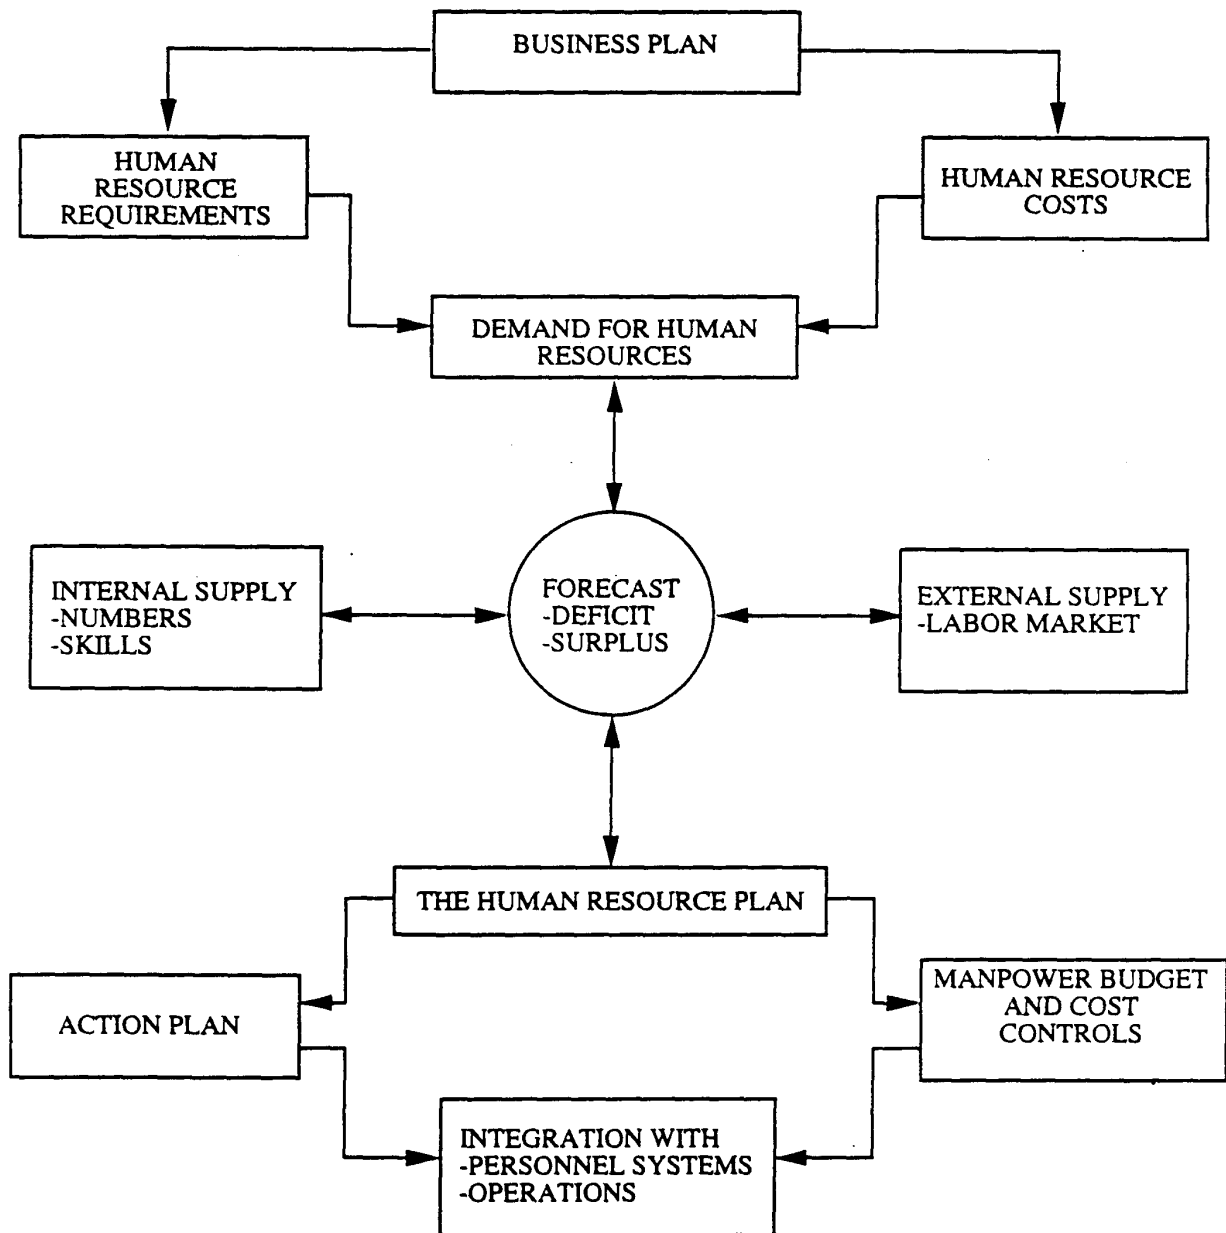 BUSINESS PLAN
HUMAN
RESOURCE
REQUIREMENTS
HUMAN RESOURCE
COSTS
DEMAND FOR HUMAN
RESOURCES
INTERNAL SUPPLY
-NUMBERS
-SKILLS
FORECAST
-DEFICIT
-SURPLUS
EXTERNAL SUPPLY
-LABOR MARKET
THE HUMAN RESOURCE PLAN
ACTION PLAN
MANPOWER BUDGET
AND COST
CONTROLS
INTEGRATION WITH
-PERSONNEL SYSTEMS
-OPERATIONS